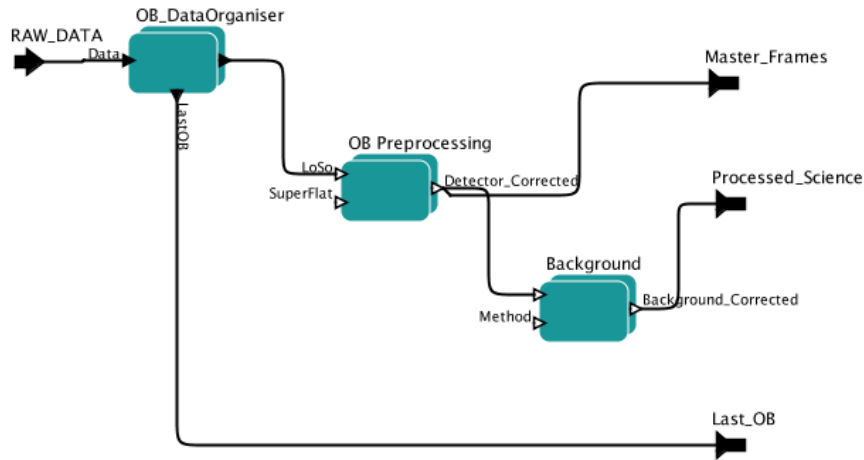 OB_DataOrganiser
RAW_DATA
Data
LastOB
Master_Frames
OB Preprocessing
LoSo
Detector_Corrected
SuperFlat
Processed_Science
Background
Background_Corrected
Method
Last_OB